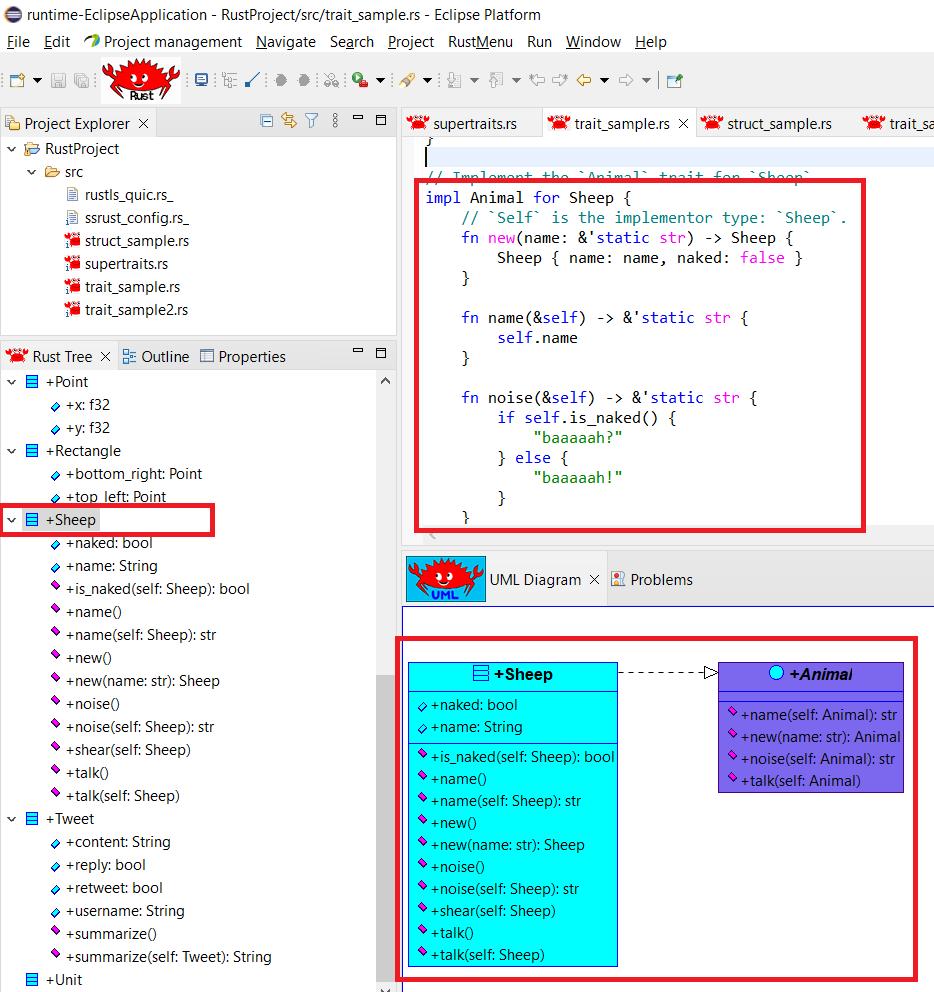 runtime-EclipseApplication - RustProject/src/trait_sample.rs - Eclipse Platform
File Edit Project management Navigate Search Project RustMenu Run Window Help
Rust
Project Explorer
RustProject
src
rustls_quic.rs_
ssrust_config.rs_
struct_sample.rs
supertraits.rs
trait_sample.rs
trait_sample2.rs
Rust Tree Outline Properties
+Point
+x: f32
+y: f32
+Rectangle
+bottom_right: Point
+top_left: Point
+Sheep
+naked: bool
+name: String
+is_naked(self: Sheep): bool
+name()
+name(self: Sheep): str
+new()
+new(name: str): Sheep
+noise()
+noise(self: Sheep): str
+shear(self: Sheep)
+talk()
+talk(self: Sheep)
+Tweet
+content: String
+reply: bool
+retweet: bool
+username: String
+summarize()
+summarize(self: Tweet): String
+Unit
supertraits.rs trait_sample.rs struct_sample.rs trait_sa
}
// Implement the `Animal` trait for `Sheep`
impl Animal for Sheep {
// `Self` is the implementor type: `Sheep`.
fn new(name: &'static str) -> Sheep {
Sheep { name: name, naked: false }
}
fn name(&self) -> &'static str {
self.name
}
fn noise(&self) -> &'static str {
if self.is_naked() {
"baaaaah?"
} else {
"baaaaah!"
}
}
UML
UML Diagram Problems
+Sheep
+naked: bool
+name: String
+is_naked(self: Sheep): bool
+name()
+name(self: Sheep): str
+new()
+new(name: str): Sheep
+noise()
+noise(self: Sheep): str
+shear(self: Sheep)
+talk()
+talk(self: Sheep)
+Animal
+name(self: Animal): str
+new(name: str): Animal
+noise(self: Animal): str
+talk(self: Animal)